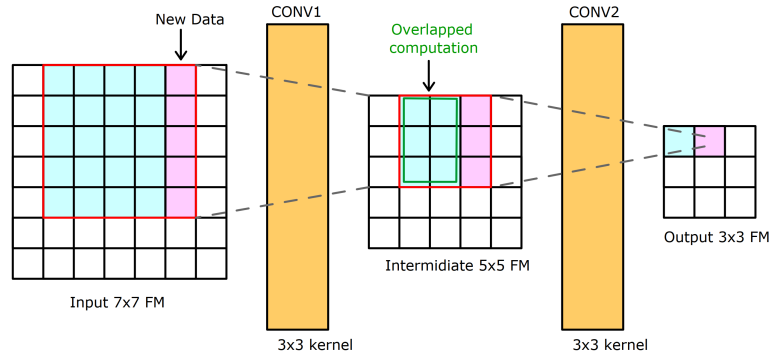 New Data
CONV1
Overlapped
computation
CONV2
Input 7x7 FM
Intermidiate 5x5 FM
Output 3x3 FM
3x3 kernel
3x3 kernel